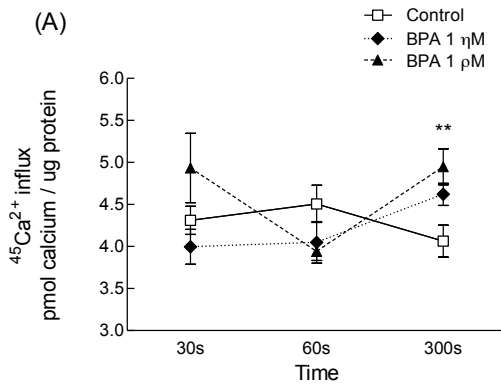 (A)
Control
BPA 1 ηM
BPA 1 ρM
⁴⁵Ca²⁺ influx
pmol calcium / ug protein
6.0
5.5
5.0
4.5
4.0
3.5
3.0
**
30s
60s
300s
Time